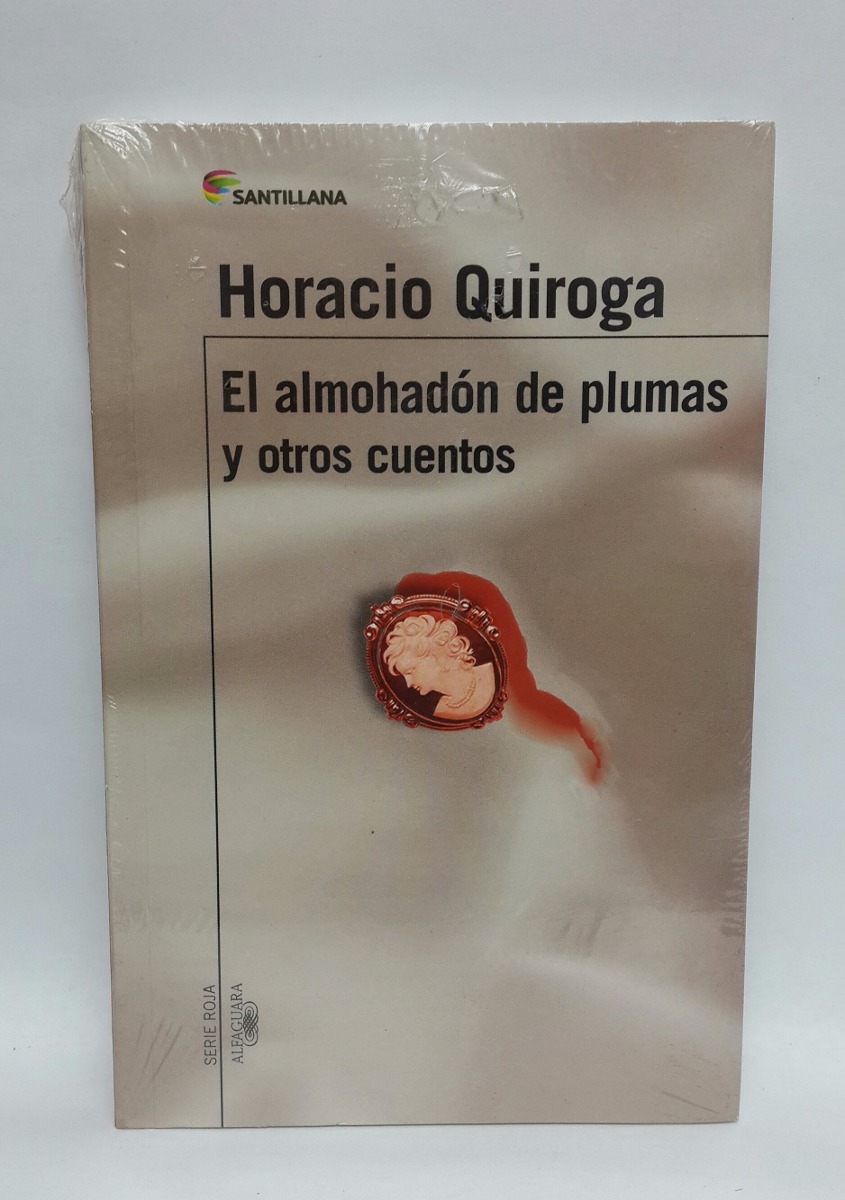 SANTILLANA
Horacio Quiroga
El almohadón de plumas
y otros cuentos
SERIE ROJA
ALFAGUARA